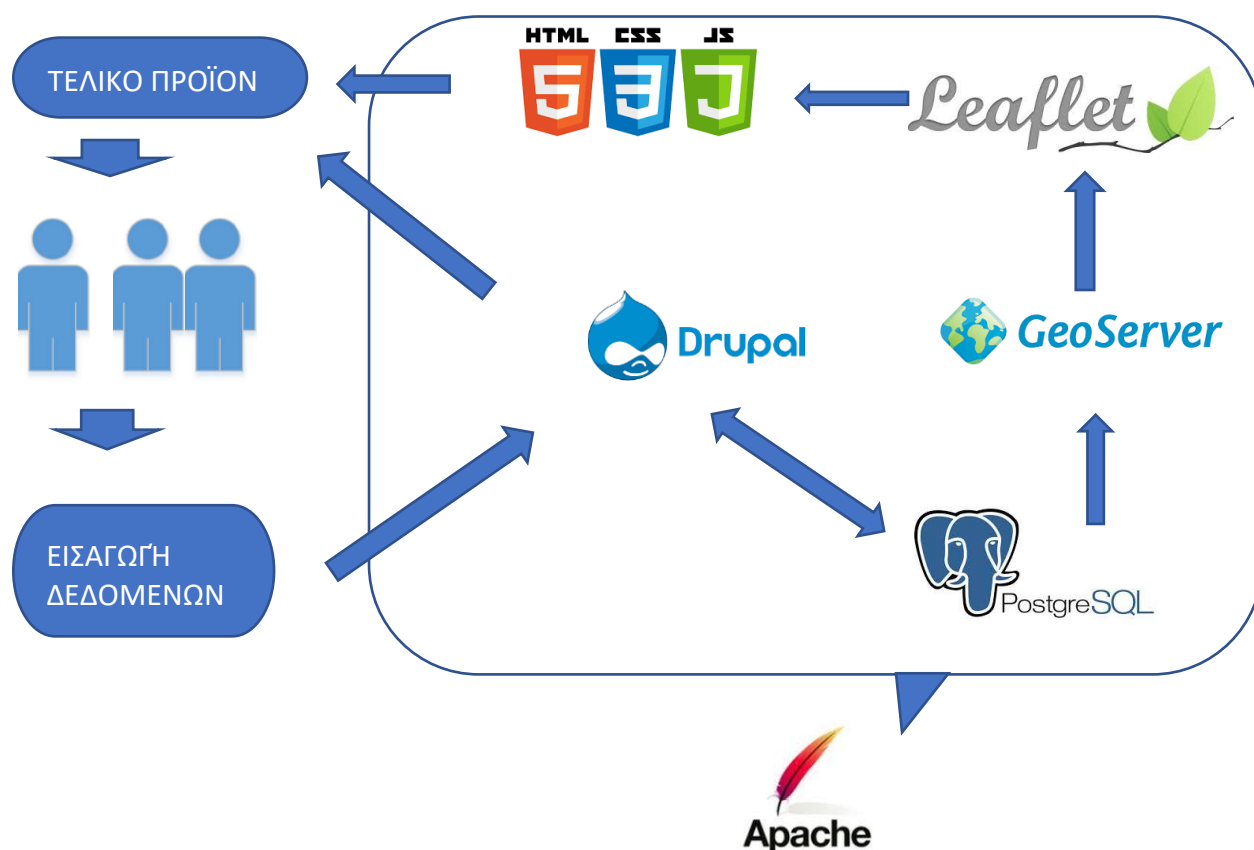 HTML CSS JS
ΤΕΛΙΚΟ ΠΡΟΪΟΝ
Leaflet
Drupal
GeoServer
ΕΙΣΑΓΩΓΉ
ΔΕΔΟΜΕΝΩΝ
PostgreSQL
Apache